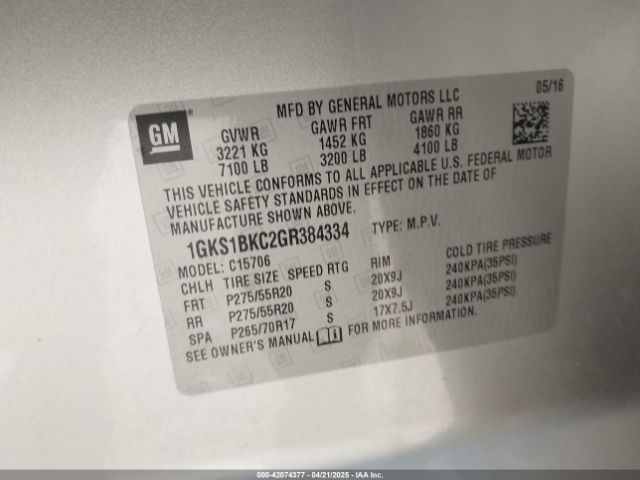 MFD BY GENERAL MOTORS LLC 05/16
GM ®
GVWR GAWR FRT GAWR RR
3221 KG 1452 KG 1860 KG
7100 LB 3200 LB 4100 LB
THIS VEHICLE CONFORMS TO ALL APPLICABLE U.S. FEDERAL MOTOR
VEHICLE SAFETY STANDARDS IN EFFECT ON THE DATE OF
MANUFACTURE SHOWN ABOVE.
1GKS1BKC2GR384334 TYPE: M.P.V.
MODEL: C15706
CHLH TIRE SIZE SPEED RTG RIM COLD TIRE PRESSURE
FRT P275/55R20 S 20X9J 240KPA(35PSI)
RR P275/55R20 S 20X9J 240KPA(35PSI)
SPA P265/70R17 S 17X7.5J 240KPA(35PSI)
SEE OWNER'S MANUAL FOR MORE INFORMATION.
000-42074377 - 04/21/2025 - IAA Inc.